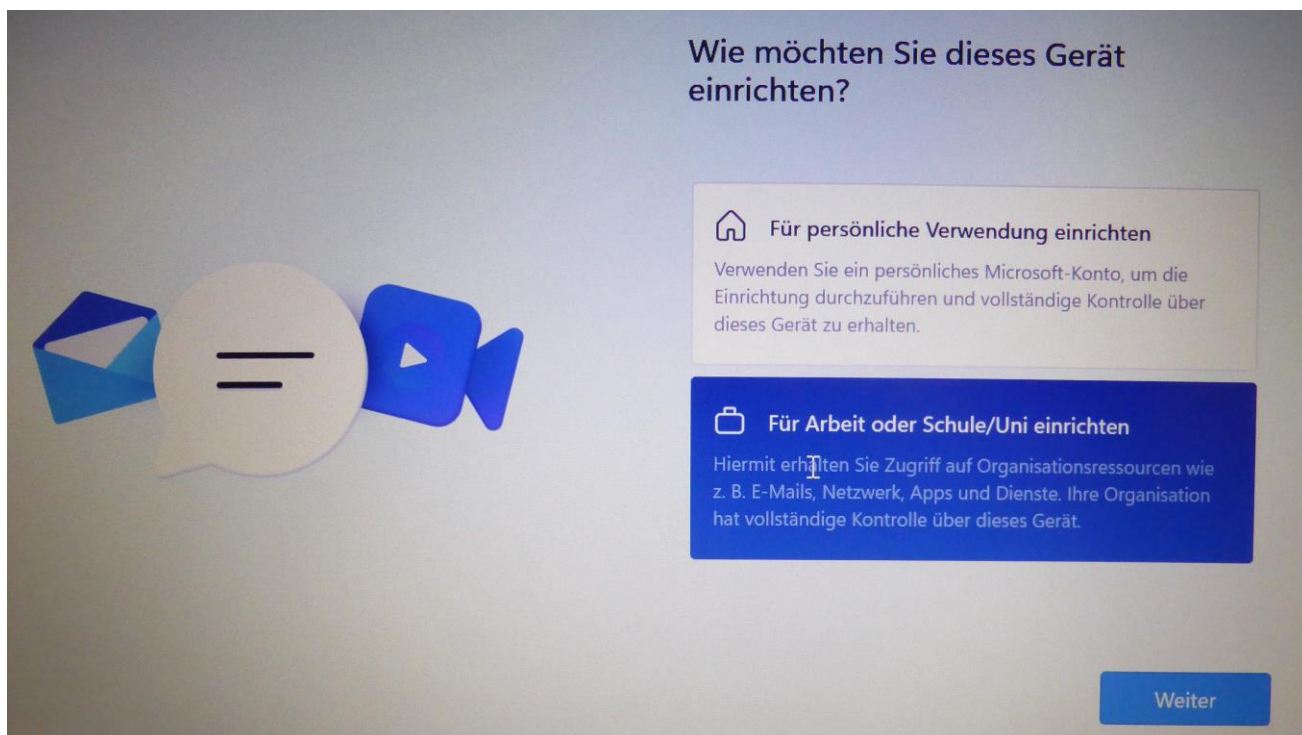 Wie möchten Sie dieses Gerät
einrichten?
Für persönliche Verwendung einrichten
Verwenden Sie ein persönliches Microsoft-Konto, um die
Einrichtung durchzuführen und vollständige Kontrolle über
dieses Gerät zu erhalten.
Für Arbeit oder Schule/Uni einrichten
Hiermit erhalten Sie Zugriff auf Organisationsressourcen wie
z. B. E-Mails, Netzwerk, Apps und Dienste. Ihre Organisation
hat vollständige Kontrolle über dieses Gerät.
Weiter